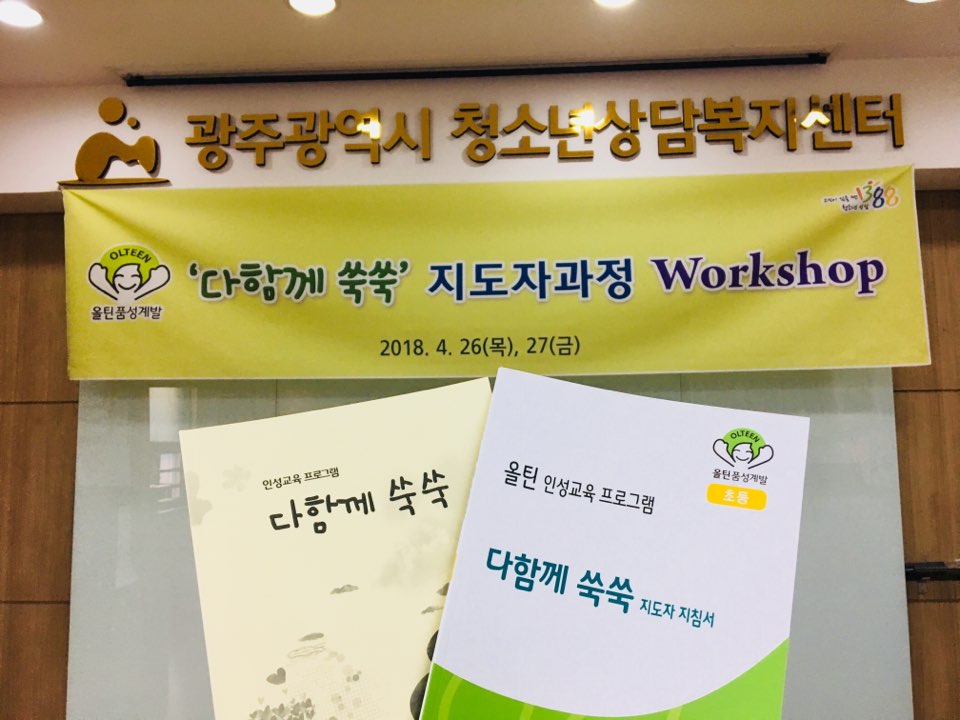 광주광역시 청소년상담복지센터
1388
OLTEEN
올틴품성계발
'다함께 쑥쑥' 지도자과정 Workshop
2018. 4. 26(목), 27(금)
인성교육 프로그램
다함께 쑥쑥
OLTEEN
올틴품성계발
초등
올틴 인성교육 프로그램
다함께 쑥쑥 지도자 지침서